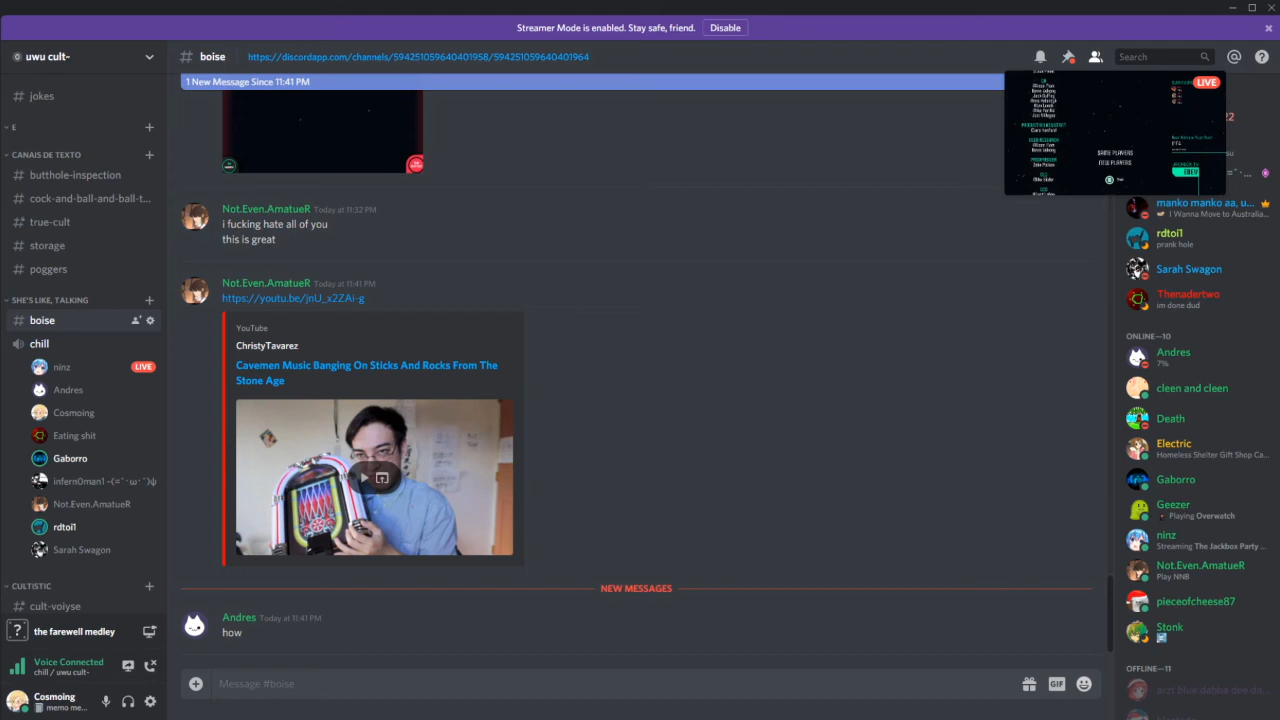 Streamer Mode is enabled. Stay safe, friend. Disable
uwu cult-
# boise https://discordapp.com/channels/594251059640401958/594251059640401964
Search
1 New Message Since 11:41 PM
jokes
E
CANAIS DE TEXTO
butthole-inspection
cock-and-ball-and-ball-t...
true-cult
storage
poggers
SHE'S LIKE, TALKING
# boise
chill
ninz LIVE
Andres
Cosmoing
Eating shit
Gaborro
Not.Even.AmatueR
rdtoi1
Sarah Swagon
CULTISTIC
cult-voiyse
the farewell medley
Voice Connected
chill / uwu cult-
Cosmoing
memo me...
Not.Even.AmatueR Today at 11:32 PM
i fucking hate all of you
this is great
Not.Even.AmatueR Today at 11:41 PM
https://youtu.be/jnU_x2ZAi-g
YouTube
ChristyTavarez
Cavemen Music Banging On Sticks And Rocks From The
Stone Age
NEW MESSAGES
Andres Today at 11:41 PM
how
Message #boise
GIF
LIVE
SAME PLAYERS
NEW PLAYERS
manko manko aa, u...
I Wanna Move to Australia...
rdtoi1
prank hole
Sarah Swagon
Thenadertwo
im done dud
ONLINE—10
Andres
7%
cleen and cleen
Death
Electric
Homeless Shelter Gift Shop Ca...
Gaborro
Geezer
Playing Overwatch
ninz
Streaming The Jackbox Party ...
Not.Even.AmatueR
Play NNB
pieceofcheese87
Stonk
OFFLINE—11